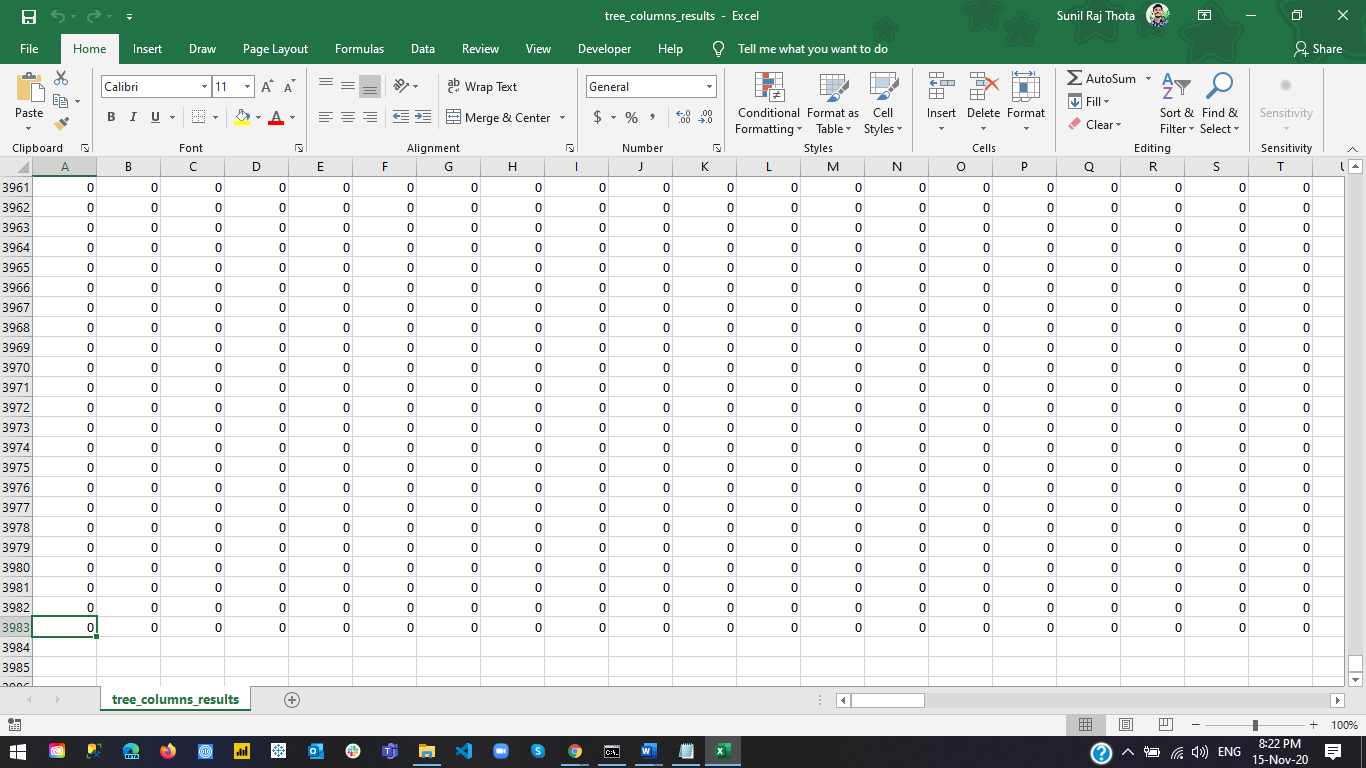 tree_columns_results - Excel
Sunil Raj Thota
File Home Insert Draw Page Layout Formulas Data Review View Developer Help Tell me what you want to do Share
Calibri 11 Wrap Text General AutoSum
Paste B I U Merge & Center $ % Conditional Formatting Format as Table Cell Styles Insert Delete Format Fill Clear Sort & Filter Find & Select Sensitivity
Clipboard Font Alignment Number Styles Cells Editing Sensitivity
A B C D E F G H I J K L M N O P Q R S T
3961 0 0 0 0 0 0 0 0 0 0 0 0 0 0 0 0 0 0 0 0
3962 0 0 0 0 0 0 0 0 0 0 0 0 0 0 0 0 0 0 0 0
3963 0 0 0 0 0 0 0 0 0 0 0 0 0 0 0 0 0 0 0 0
3964 0 0 0 0 0 0 0 0 0 0 0 0 0 0 0 0 0 0 0 0
3965 0 0 0 0 0 0 0 0 0 0 0 0 0 0 0 0 0 0 0 0
3966 0 0 0 0 0 0 0 0 0 0 0 0 0 0 0 0 0 0 0 0
3967 0 0 0 0 0 0 0 0 0 0 0 0 0 0 0 0 0 0 0 0
3968 0 0 0 0 0 0 0 0 0 0 0 0 0 0 0 0 0 0 0 0
3969 0 0 0 0 0 0 0 0 0 0 0 0 0 0 0 0 0 0 0 0
3970 0 0 0 0 0 0 0 0 0 0 0 0 0 0 0 0 0 0 0 0
3971 0 0 0 0 0 0 0 0 0 0 0 0 0 0 0 0 0 0 0 0
3972 0 0 0 0 0 0 0 0 0 0 0 0 0 0 0 0 0 0 0 0
3973 0 0 0 0 0 0 0 0 0 0 0 0 0 0 0 0 0 0 0 0
3974 0 0 0 0 0 0 0 0 0 0 0 0 0 0 0 0 0 0 0 0
3975 0 0 0 0 0 0 0 0 0 0 0 0 0 0 0 0 0 0 0 0
3976 0 0 0 0 0 0 0 0 0 0 0 0 0 0 0 0 0 0 0 0
3977 0 0 0 0 0 0 0 0 0 0 0 0 0 0 0 0 0 0 0 0
3978 0 0 0 0 0 0 0 0 0 0 0 0 0 0 0 0 0 0 0 0
3979 0 0 0 0 0 0 0 0 0 0 0 0 0 0 0 0 0 0 0 0
3980 0 0 0 0 0 0 0 0 0 0 0 0 0 0 0 0 0 0 0 0
3981 0 0 0 0 0 0 0 0 0 0 0 0 0 0 0 0 0 0 0 0
3982 0 0 0 0 0 0 0 0 0 0 0 0 0 0 0 0 0 0 0 0
3983 0 0 0 0 0 0 0 0 0 0 0 0 0 0 0 0 0 0 0 0
3984
3985
tree_columns_results
100%
ENG 8:22 PM
15-Nov-20